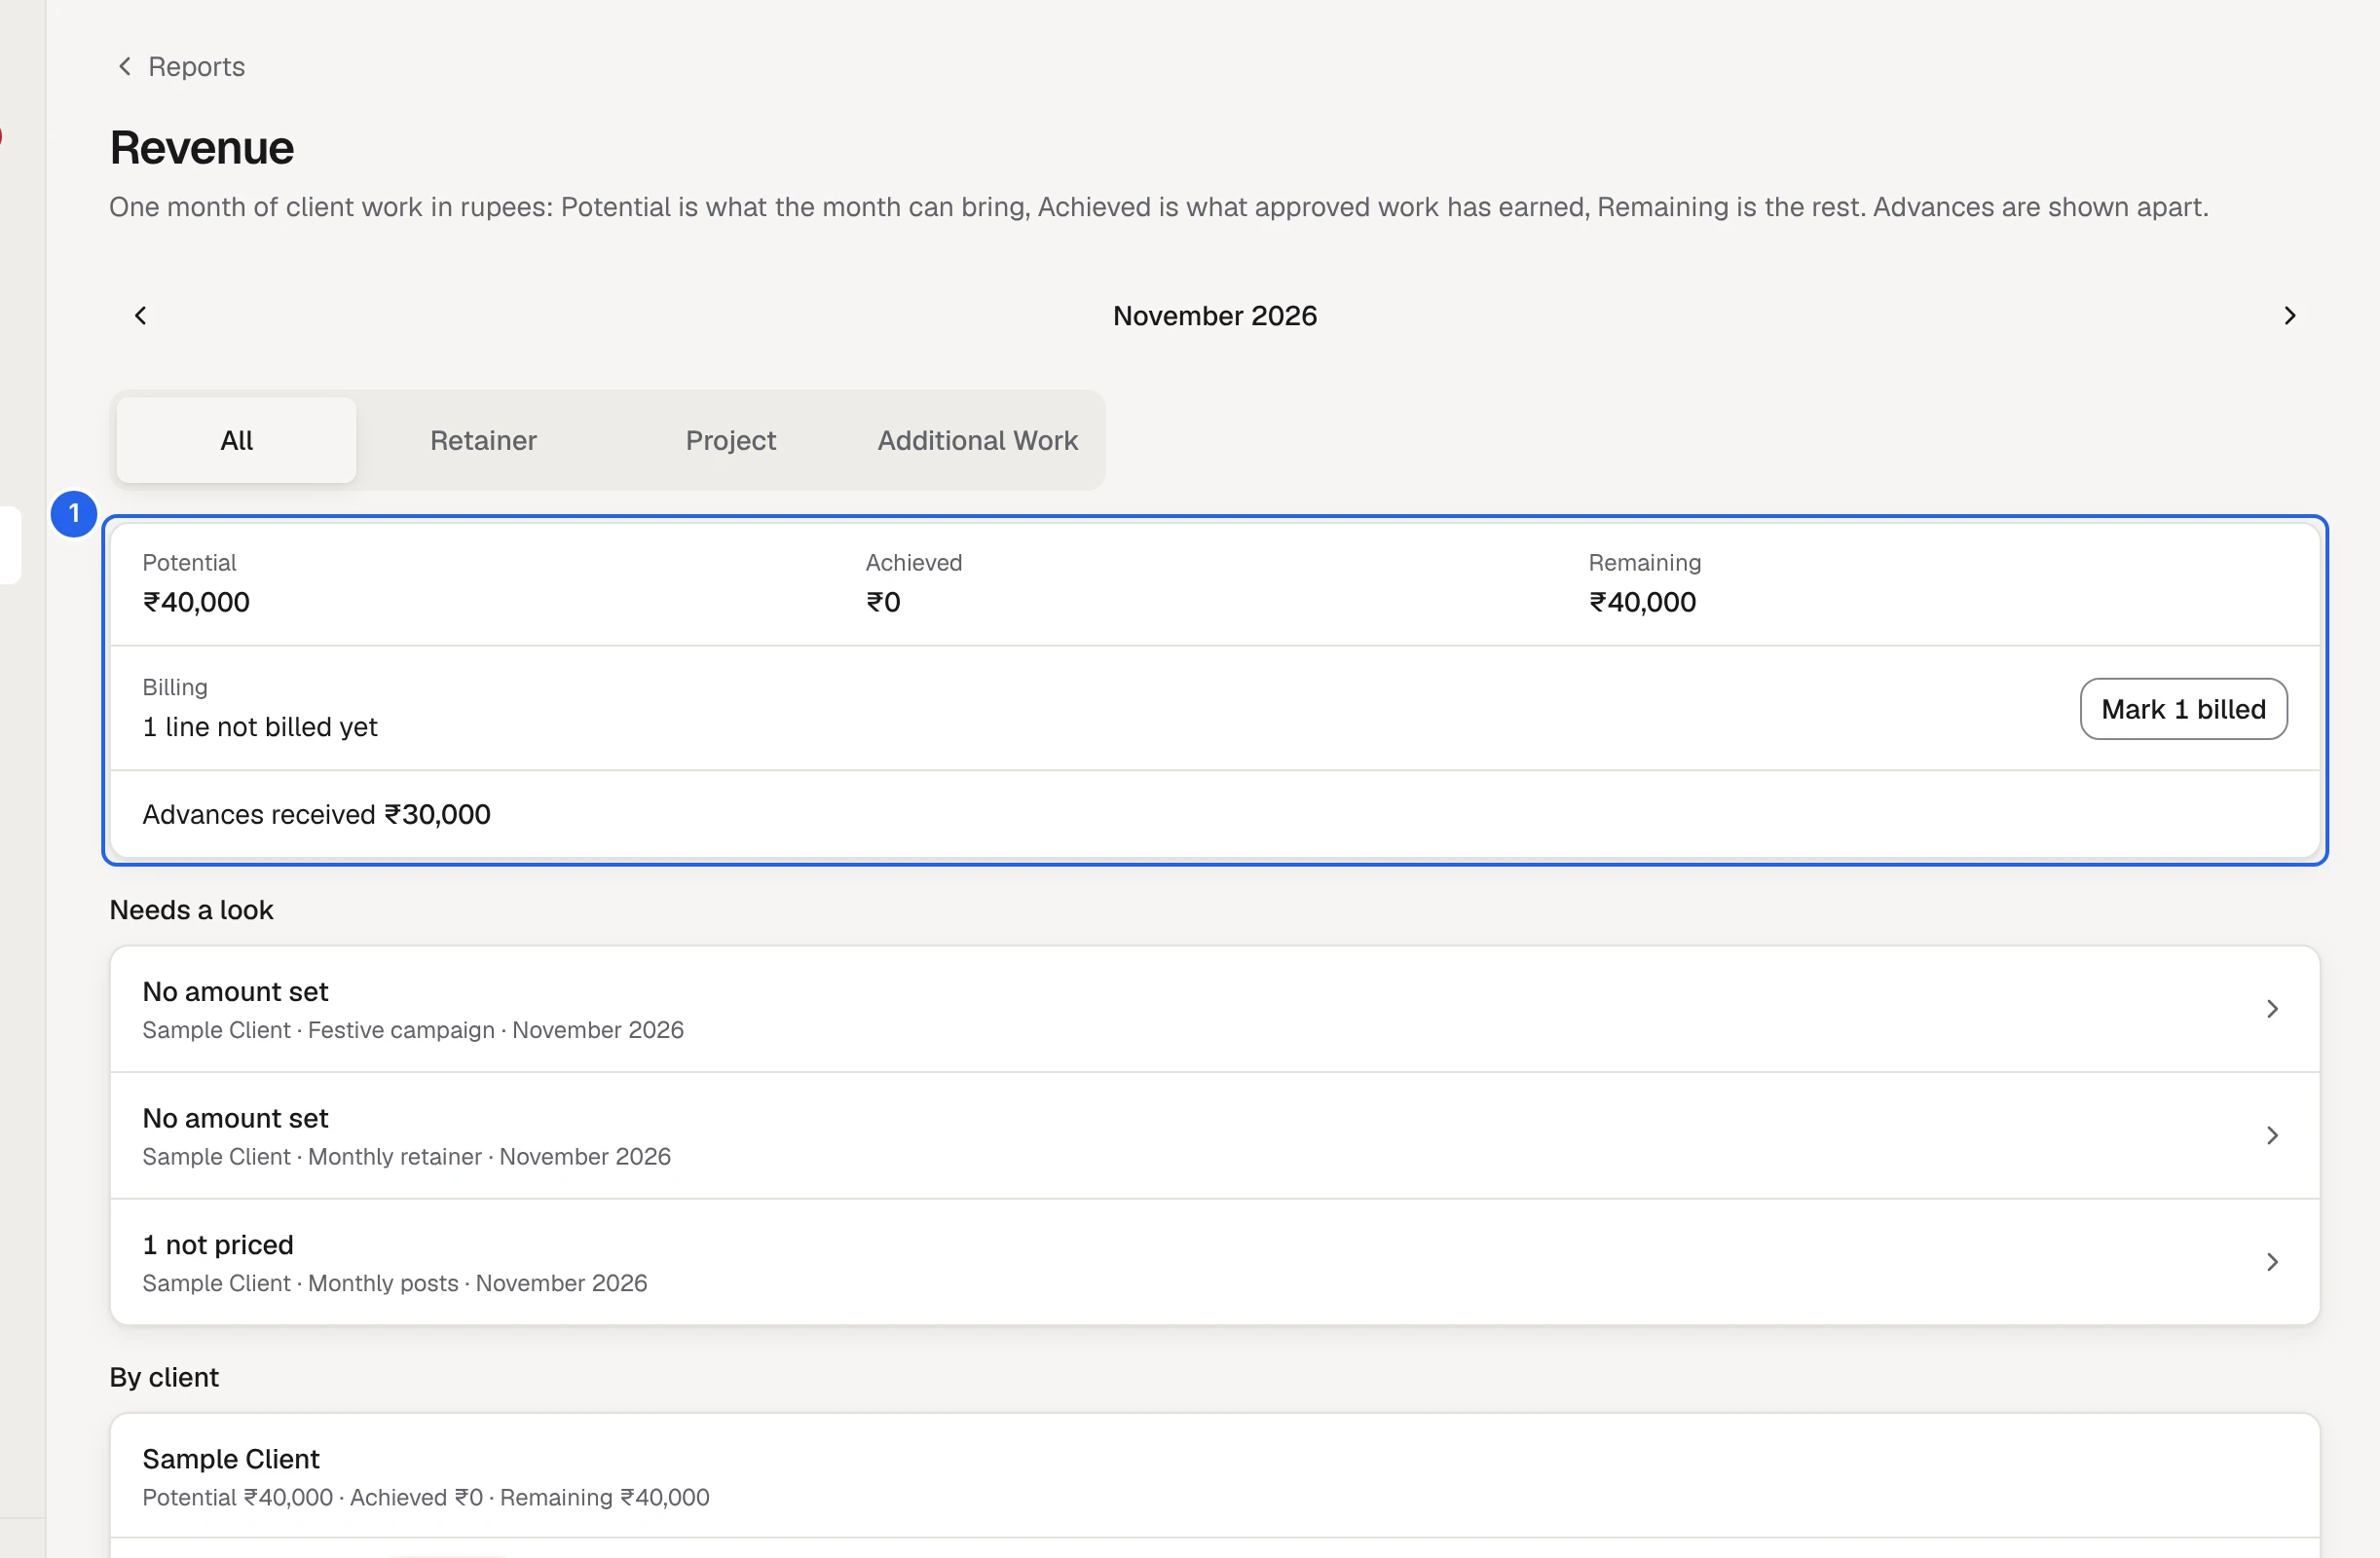 Reports
Revenue
One month of client work in rupees: Potential is what the month can bring, Achieved is what approved work has earned, Remaining is the rest. Advances are shown apart.
November 2026
All Retainer Project Additional Work
1
Potential Achieved Remaining
₹40,000 ₹0 ₹40,000
Billing
1 line not billed yet
Mark 1 billed
Advances received ₹30,000
Needs a look
No amount set
Sample Client · Festive campaign · November 2026
No amount set
Sample Client · Monthly retainer · November 2026
1 not priced
Sample Client · Monthly posts · November 2026
By client
Sample Client
Potential ₹40,000 · Achieved ₹0 · Remaining ₹40,000